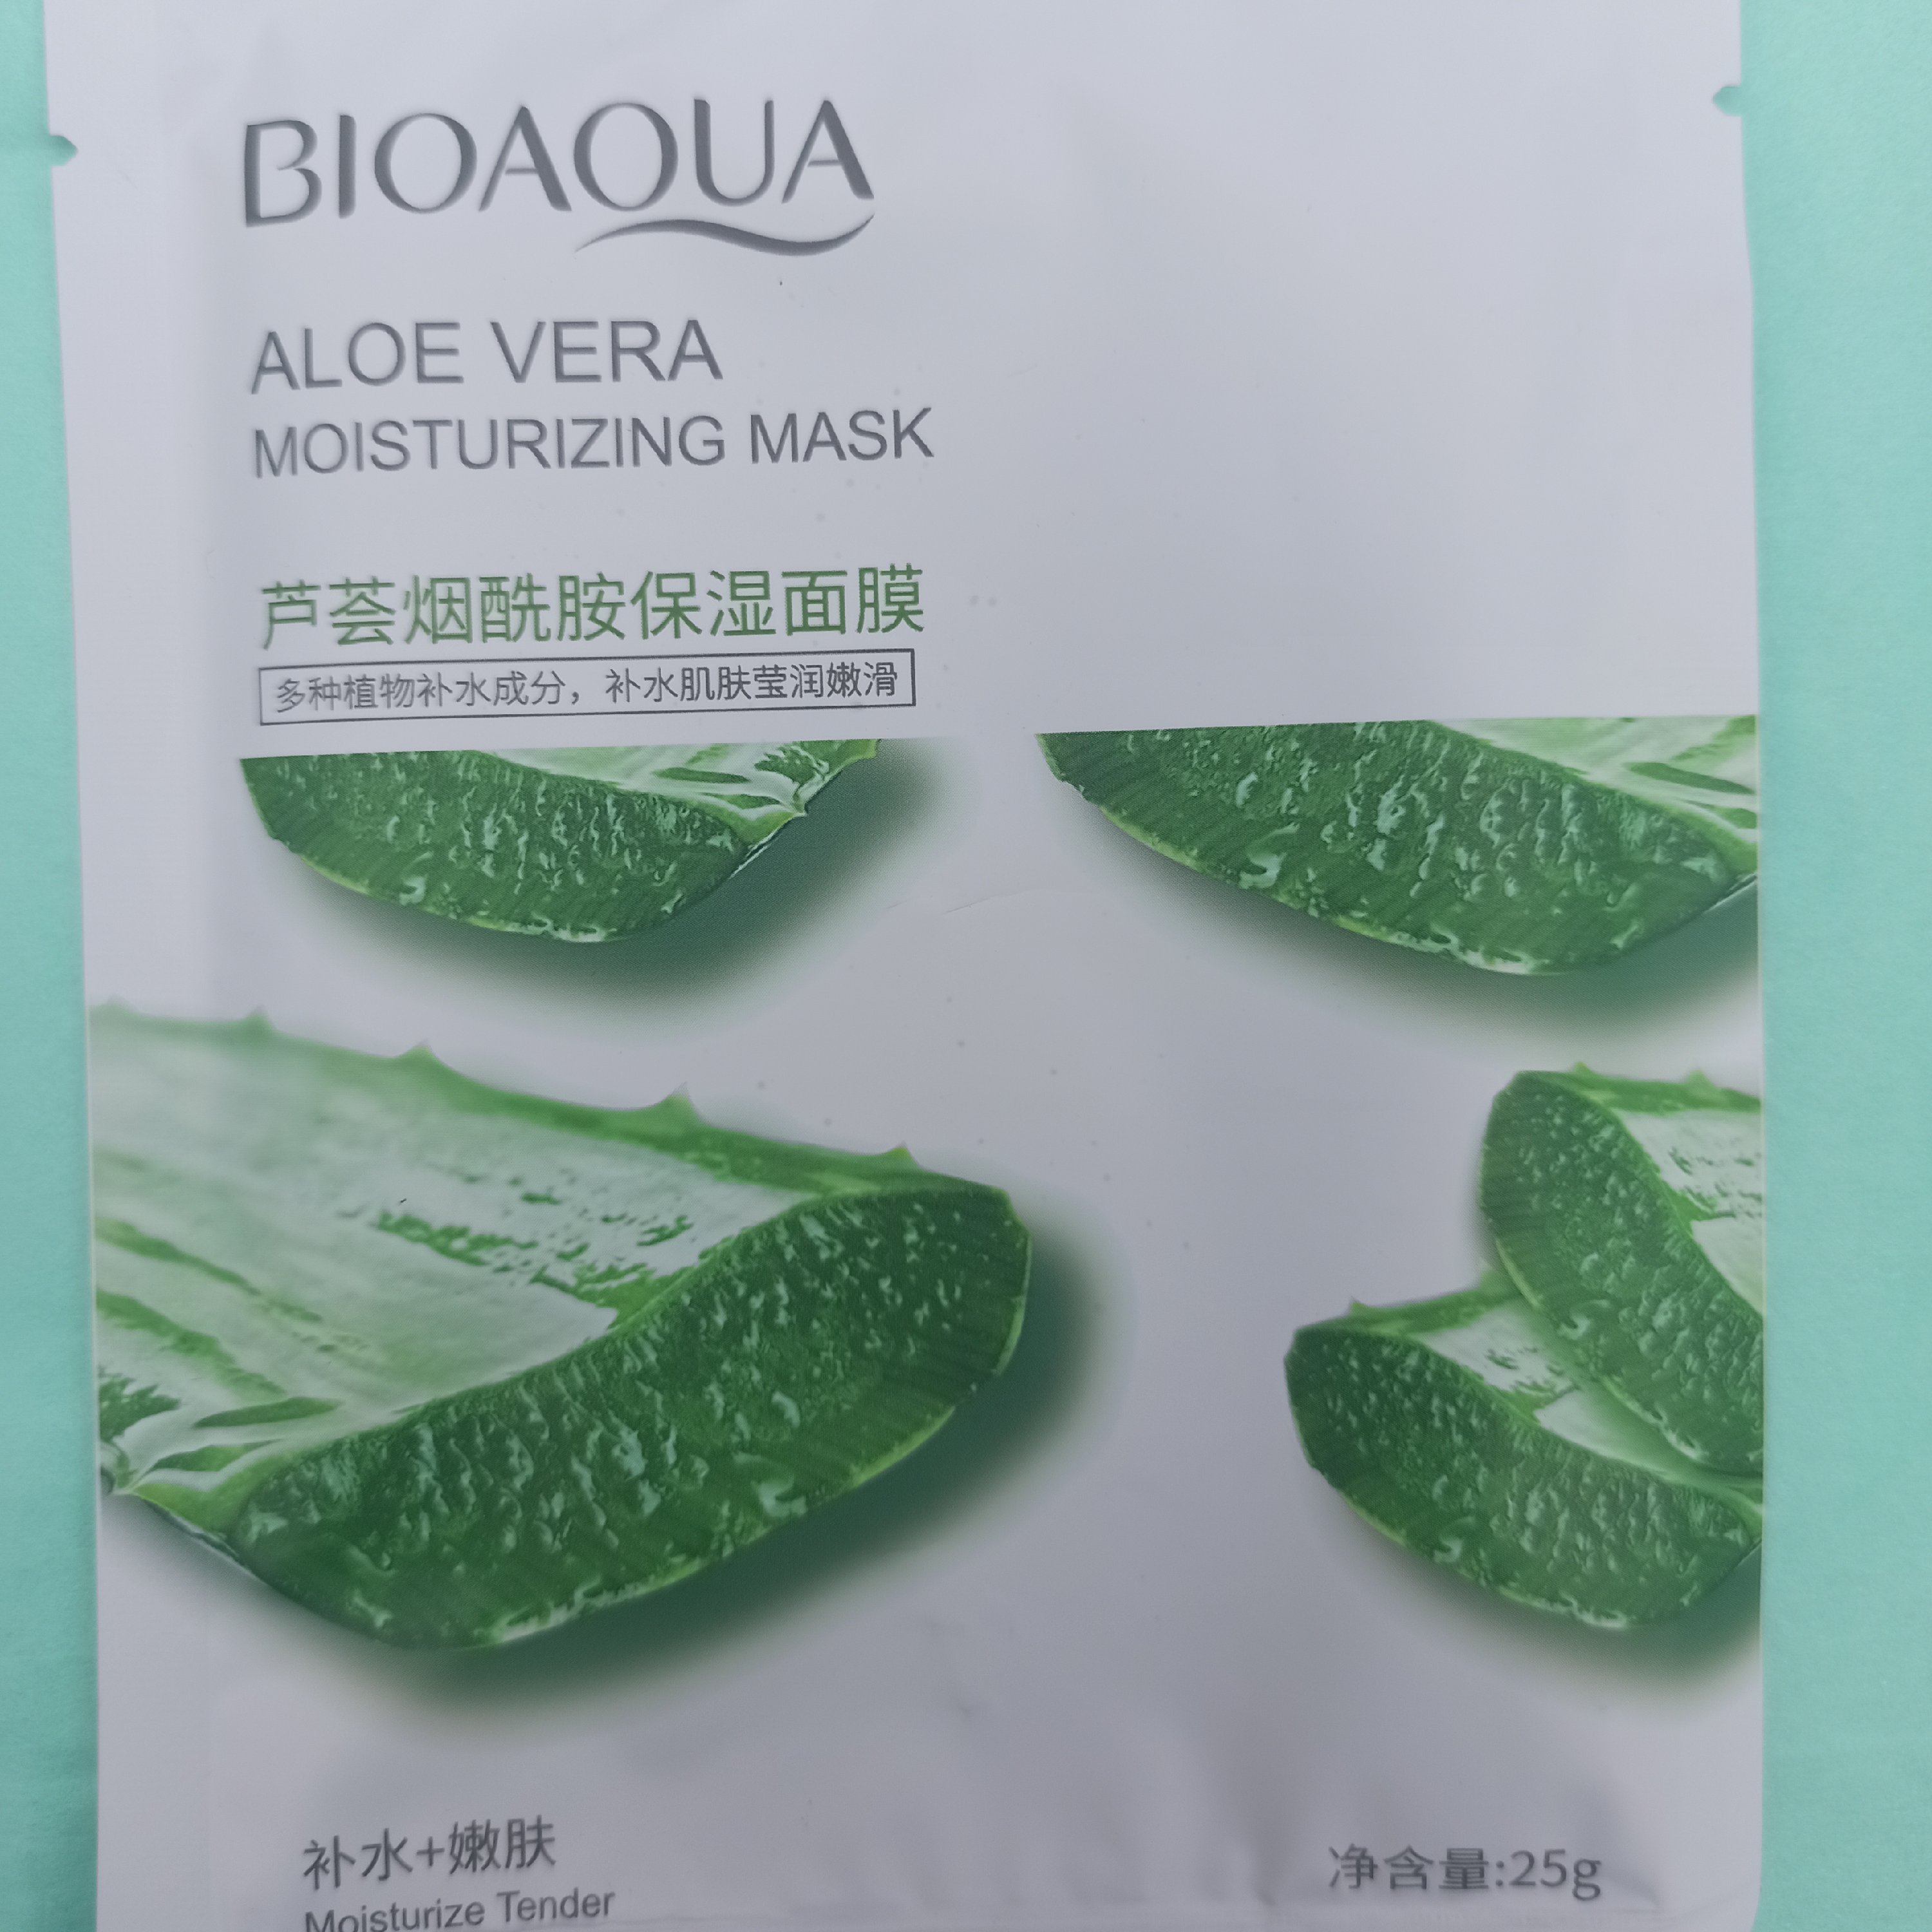 BIOAQUA
ALOE VERA
MOISTURIZING MASK
芦荟烟酰胺保湿面膜
多种植物补水成分，补水肌肤莹润嫩滑
补水+嫩肤
Moisturize Tender
净含量:25g